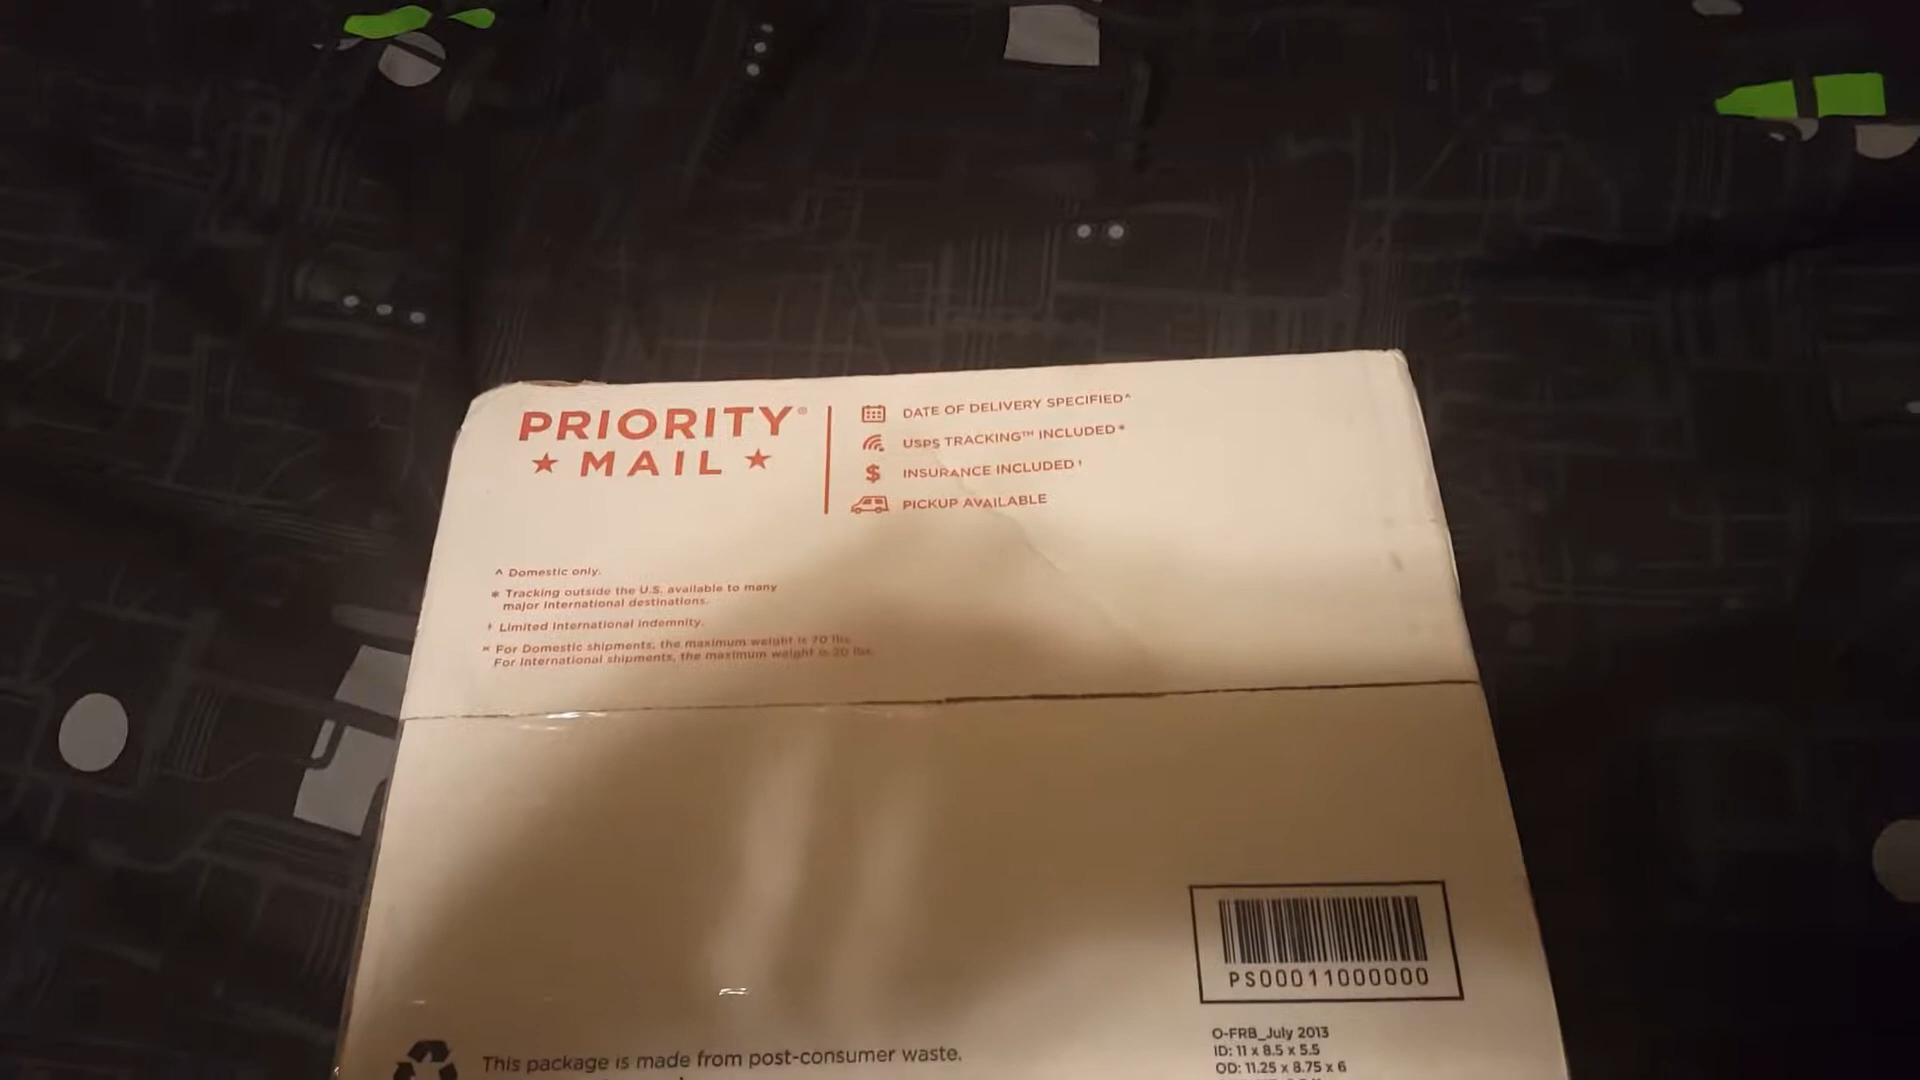 PRIORITY®
★ MAIL ★
DATE OF DELIVERY SPECIFIED^
USPS TRACKING™ INCLUDED*
$ INSURANCE INCLUDED†
PICKUP AVAILABLE
^ Domestic only.
* Tracking outside the U.S. available to many
major International destinations.
† Limited International indemnity.
For Domestic shipments, the maximum weight is 70 lbs.
For International shipments, the maximum weight is 20 lbs.
PS00011000000
O-FRB_July 2013
ID: 11 x 8.5 x 5.5
OD: 11.25 x 8.75 x 6
This package is made from post-consumer waste.